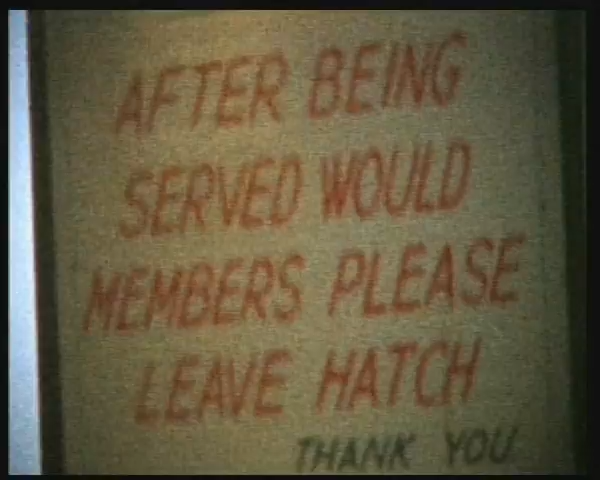 AFTER BEING
SERVED WOULD
MEMBERS PLEASE
LEAVE HATCH
THANK YOU